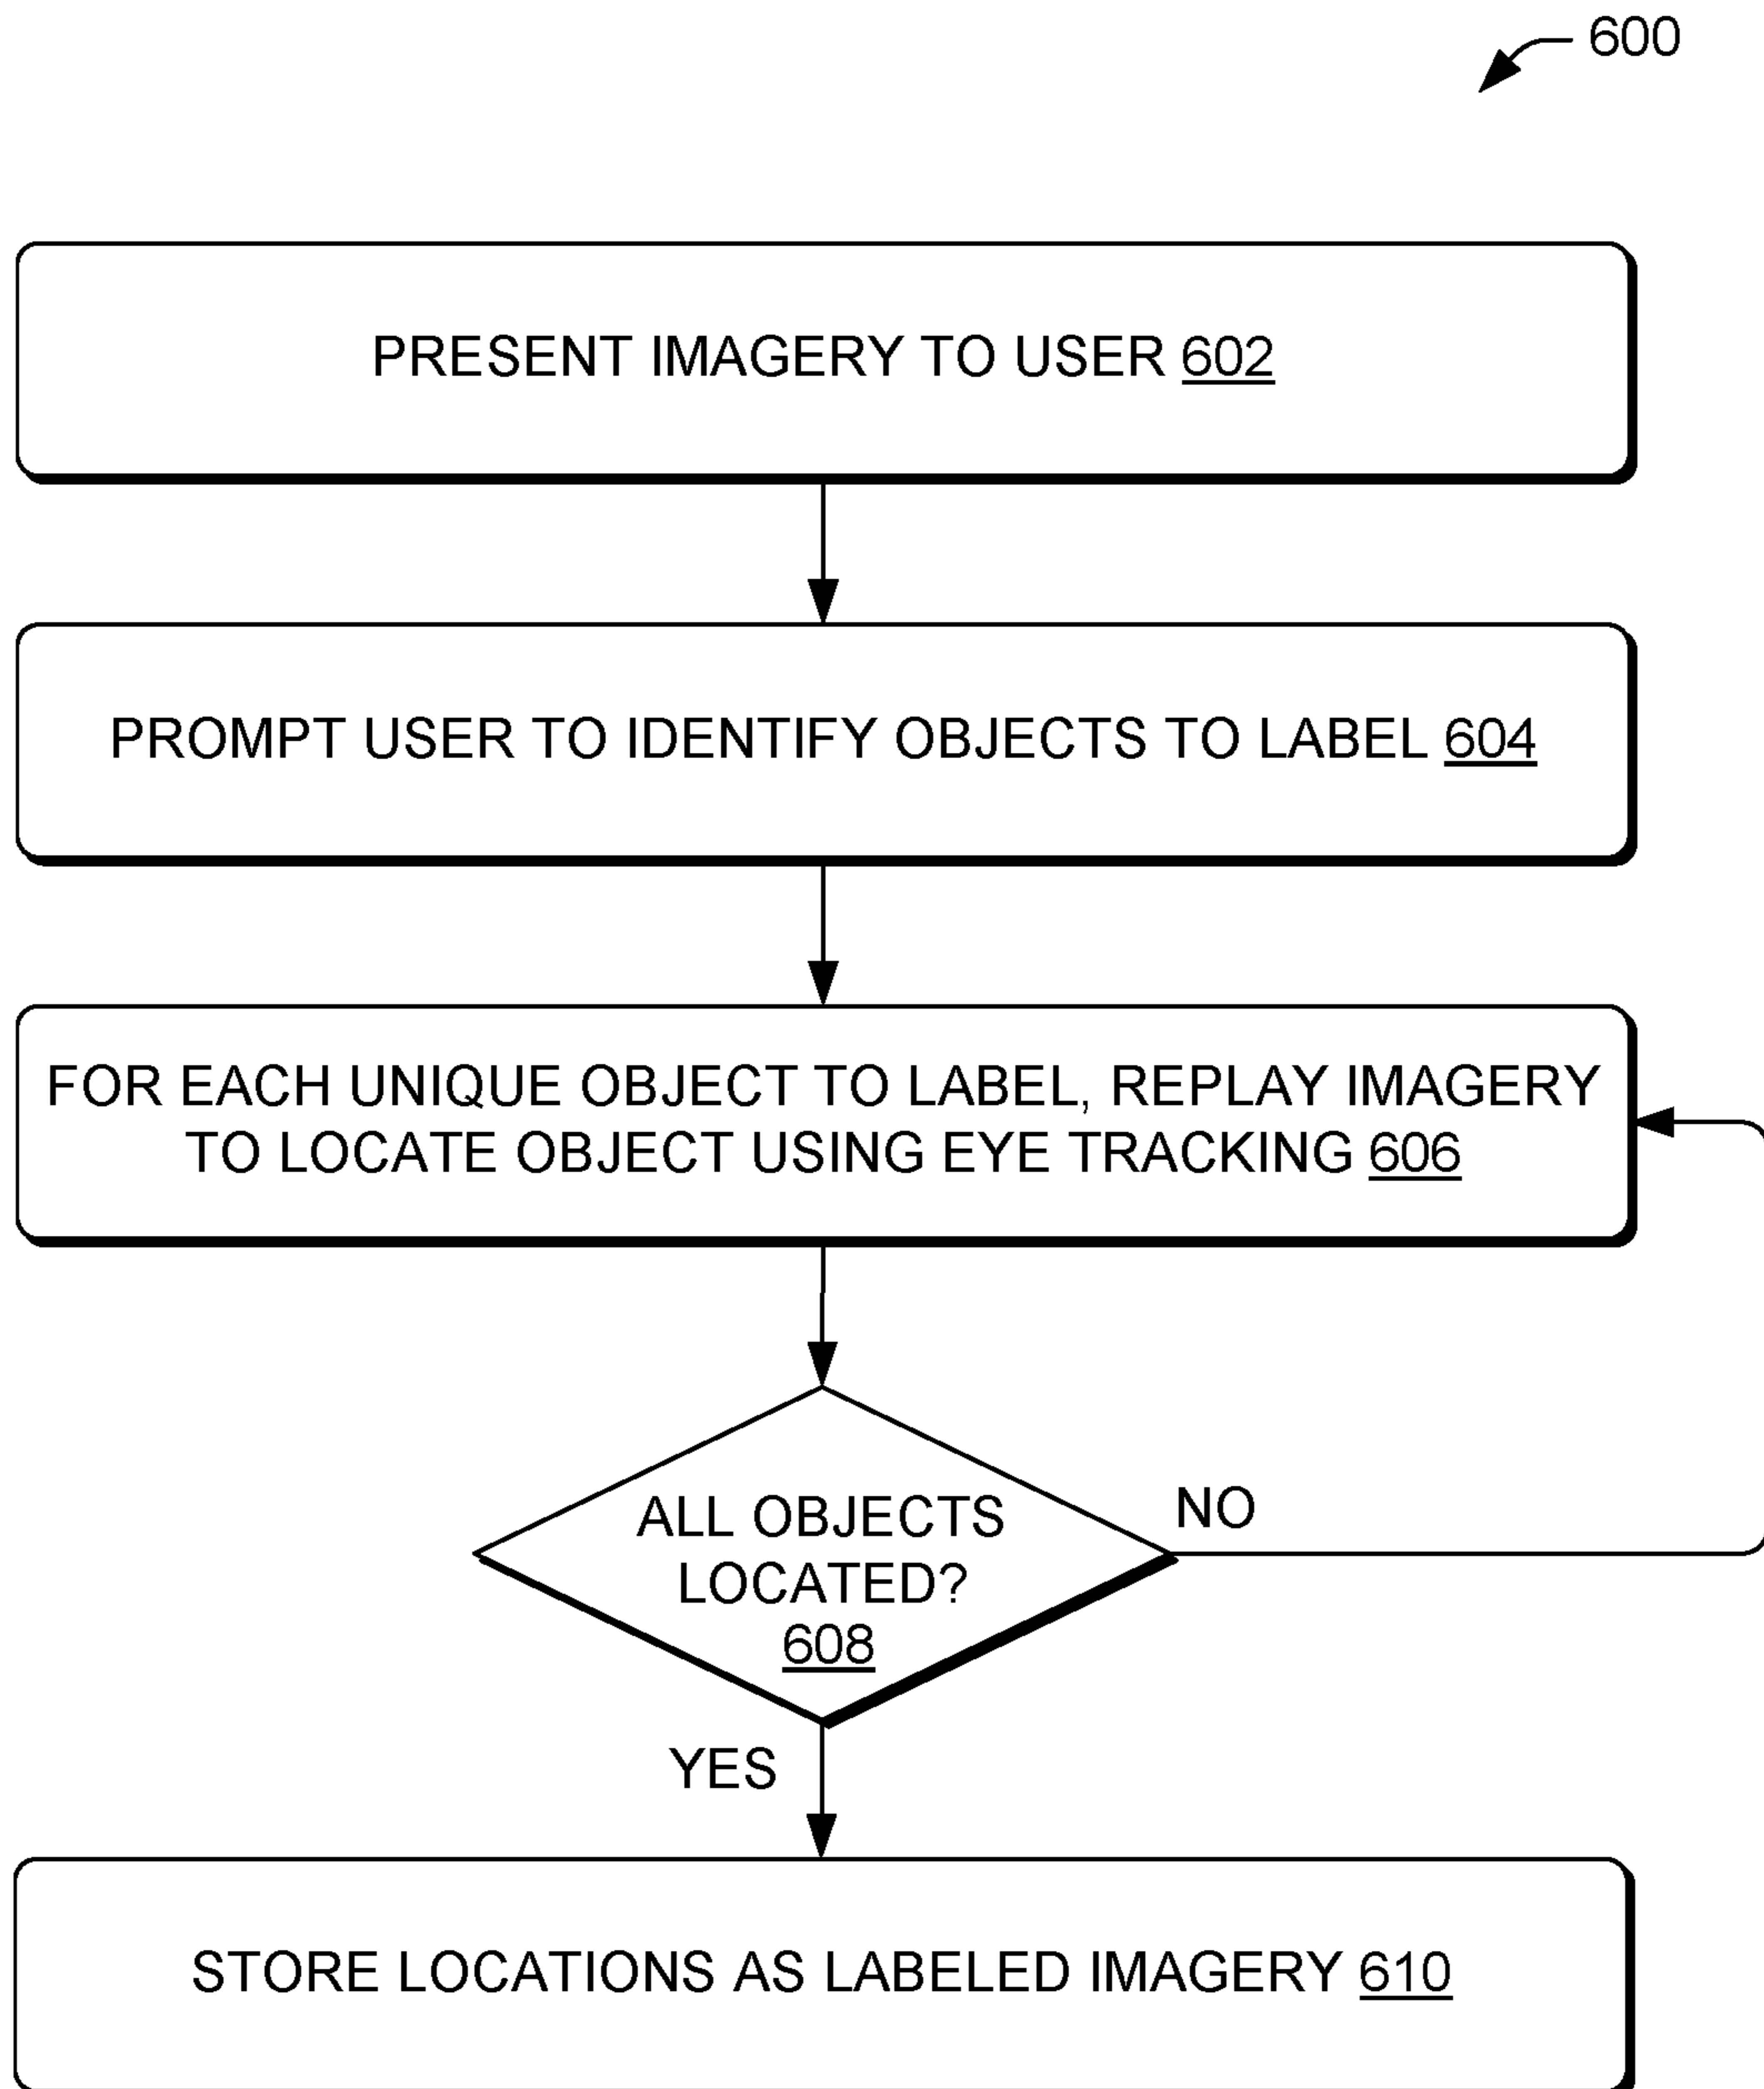 600
PRESENT IMAGERY TO USER 602
PROMPT USER TO IDENTIFY OBJECTS TO LABEL 604
FOR EACH UNIQUE OBJECT TO LABEL, REPLAY IMAGERY
TO LOCATE OBJECT USING EYE TRACKING 606
ALL OBJECTS
LOCATED?
608
NO
YES
STORE LOCATIONS AS LABELED IMAGERY 610